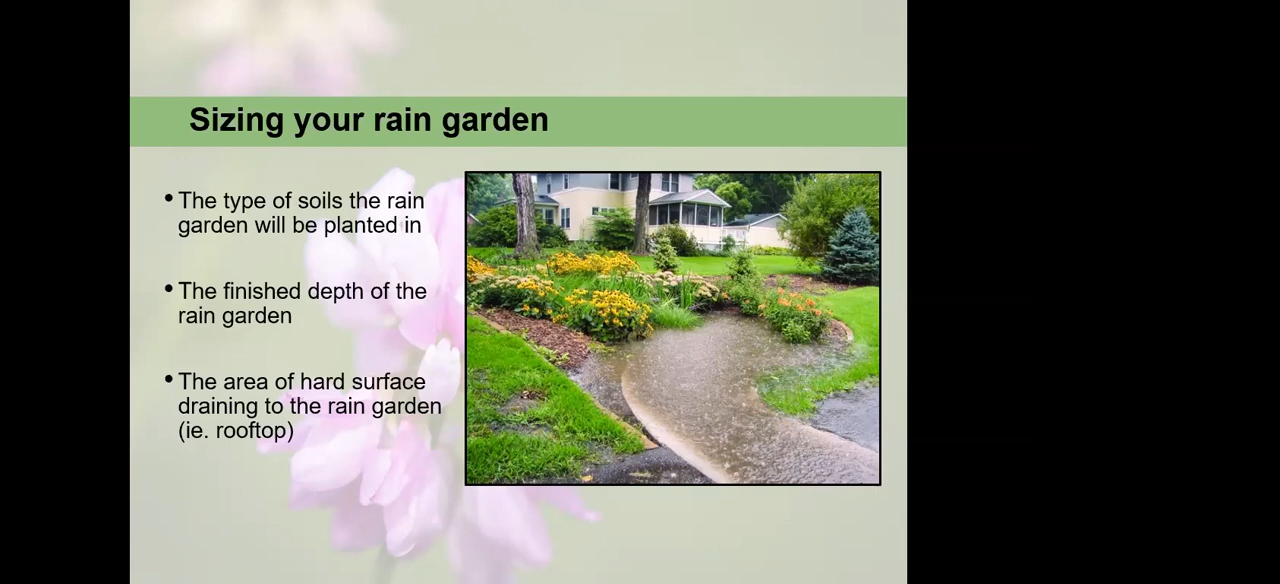 Sizing your rain garden
• The type of soils the rain
garden will be planted in
• The finished depth of the
rain garden
• The area of hard surface
draining to the rain garden
(ie. rooftop)